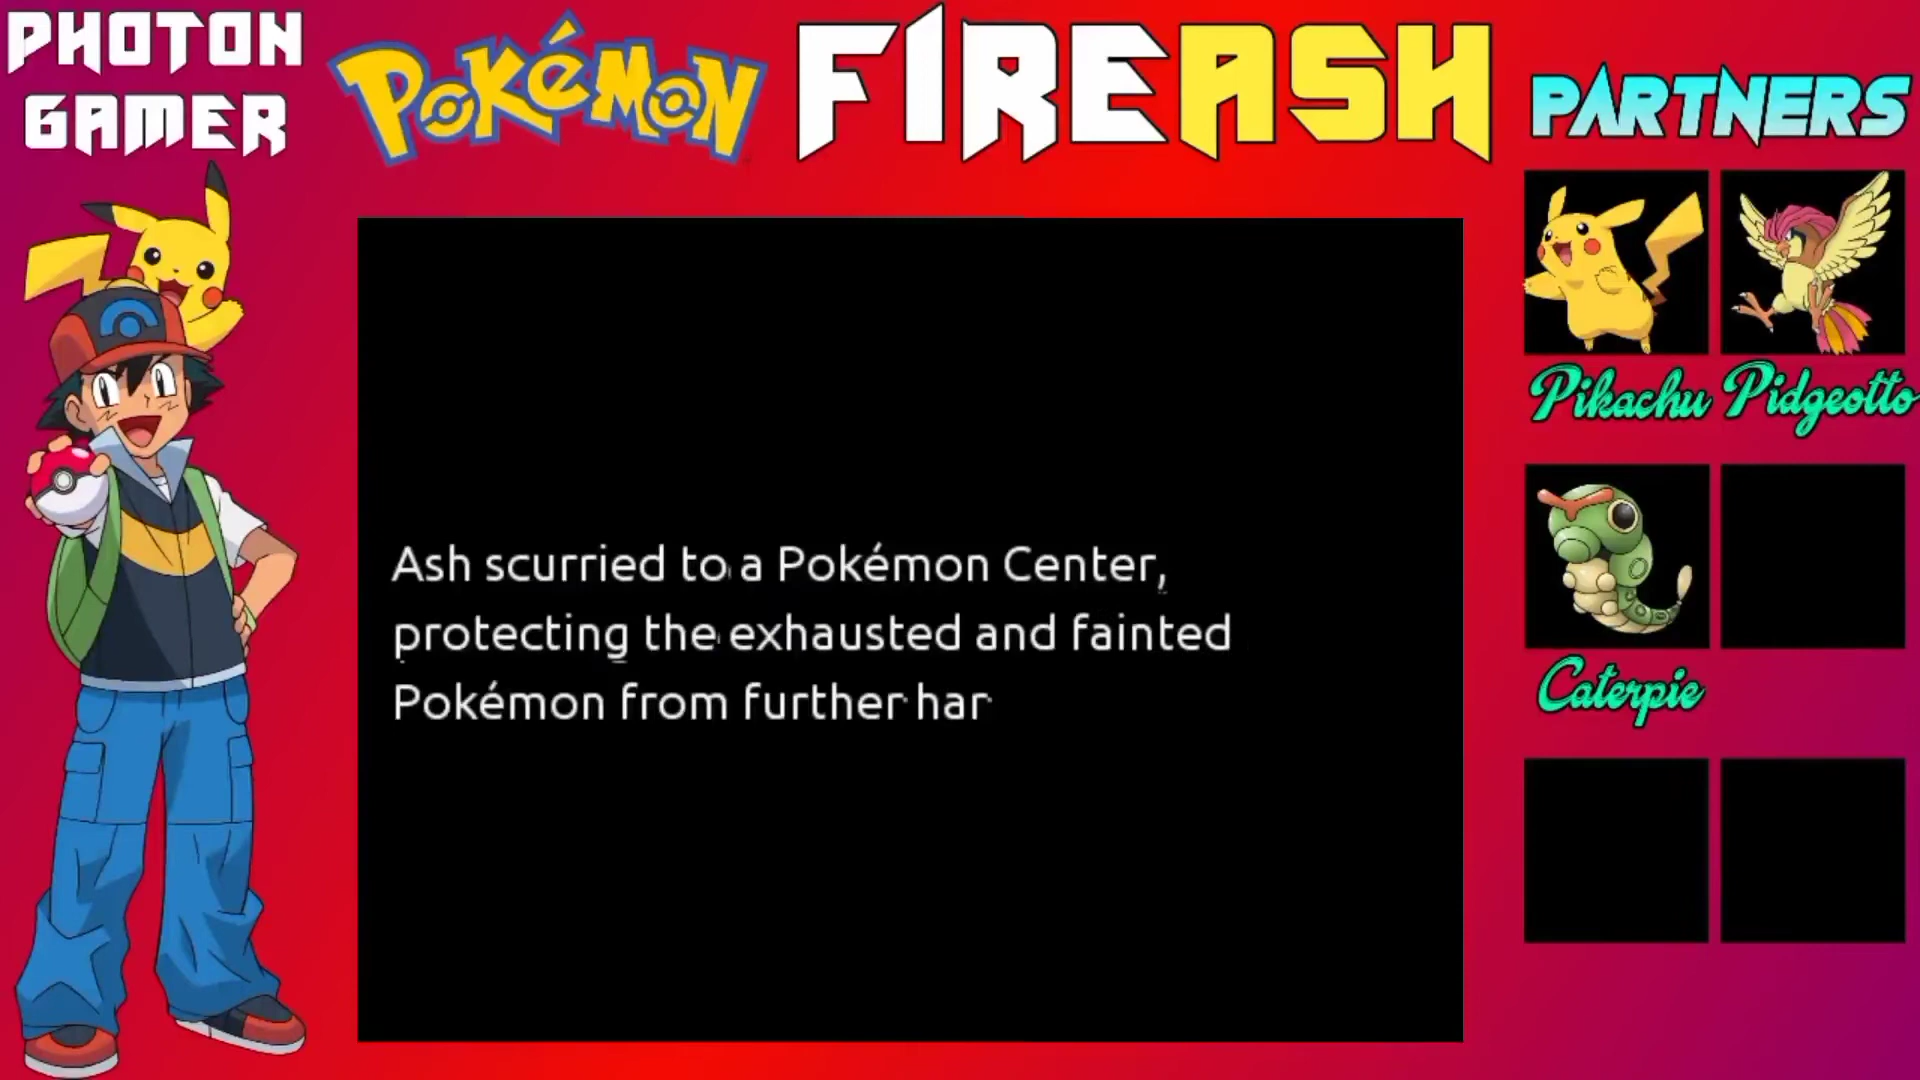 PHOTON
GAMER
POKéMON
FIREASH
PARTNERS
Pikachu
Pidgeotto
Caterpie
Ash scurried to a Pokémon Center,
protecting the exhausted and fainted
Pokémon from further har